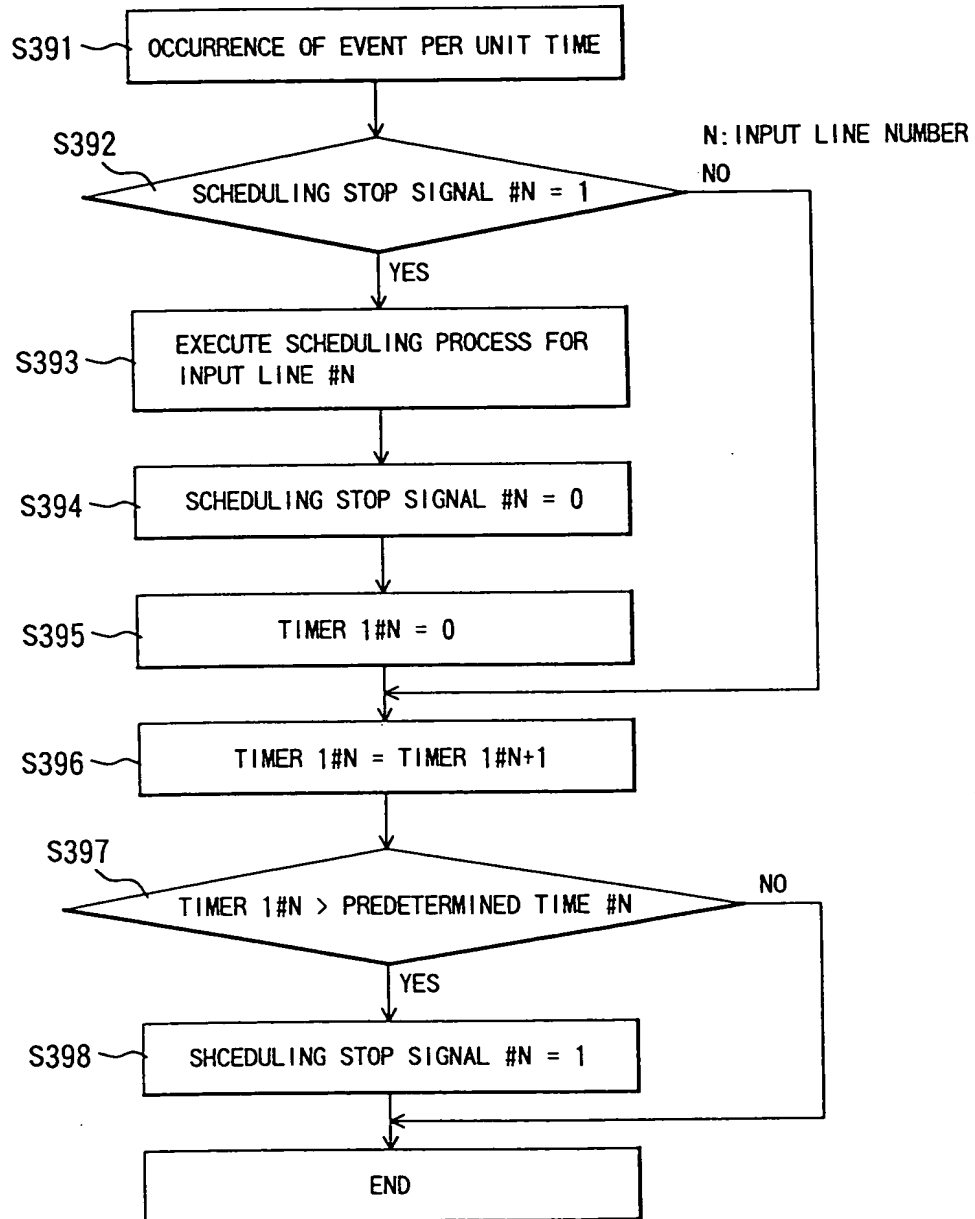 S391
OCCURRENCE OF EVENT PER UNIT TIME
S392
N:INPUT LINE NUMBER
SCHEDULING STOP SIGNAL #N = 1
NO
YES
S393
EXECUTE SCHEDULING PROCESS FOR
INPUT LINE #N
S394
SCHEDULING STOP SIGNAL #N = 0
S395
TIMER 1#N = 0
S396
TIMER 1#N = TIMER 1#N+1
S397
TIMER 1#N > PREDETERMINED TIME #N
NO
YES
S398
SHCEDULING STOP SIGNAL #N = 1
END